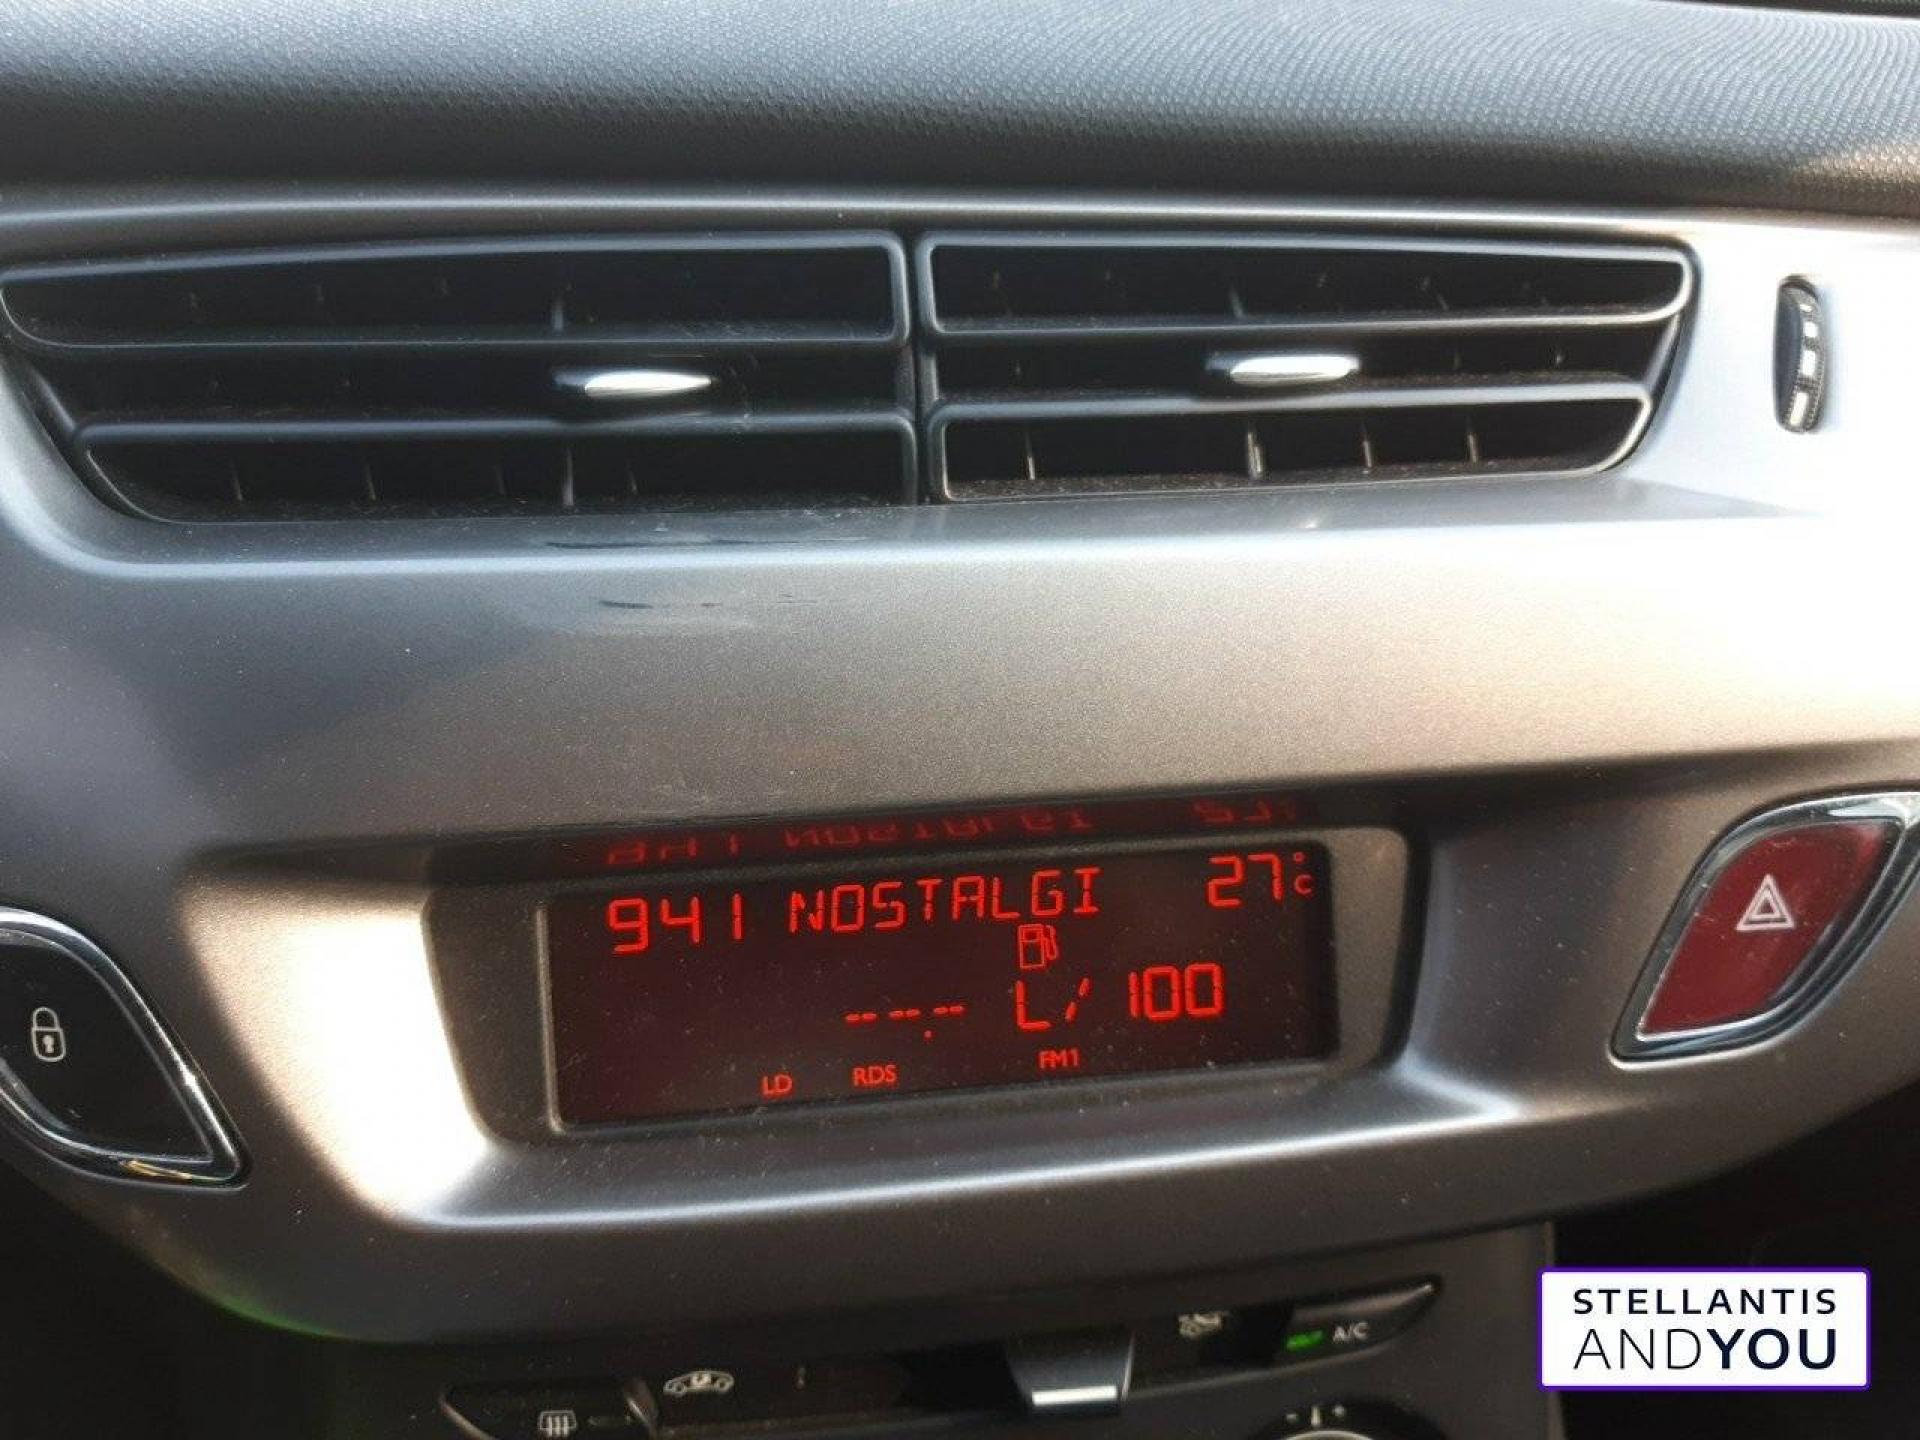 941 NOSTALGI 27°C
--.-- L/100
LD RDS FM1
A/C
- +
STELLANTIS
ANDYOU